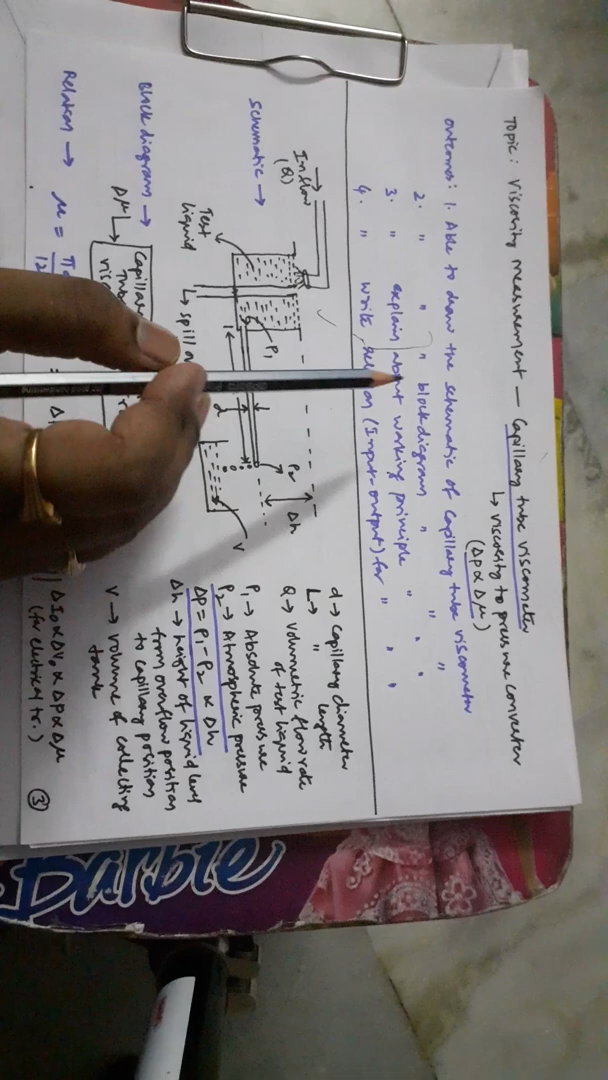 Topic: Viscosity measurement – Capillary tube viscometer
↳ viscosity to pressure converter
(Δp ∝ Δμ)
outcomes: 1. Able to draw the schematic of capillary tube viscometer
2. " " " block diagram " " "
3. " explain about working principle " " "
4. " write (Input-output) for " "
schematic →
Inflow
(Q)
Test
liquid
↳ spill
P1
P2
Δh
d
V
d → capillary diameter
L → " length
Q → volumetric flow rate
of test liquid
P1 → Absolute pressure
P2 → Atmospheric pressure
ΔP = P1 - P2 ∝ Δh
Δh → height of liquid level
from overflow position
to capillary position
V → volume of collecting
tank
Block diagram →
Δμ
Capillary
Tube
Relation → μ =
ΔI0 ∝ ΔV0 ∝ ΔP ∝ Δμ
(for electrical tr.)
3
Barbie